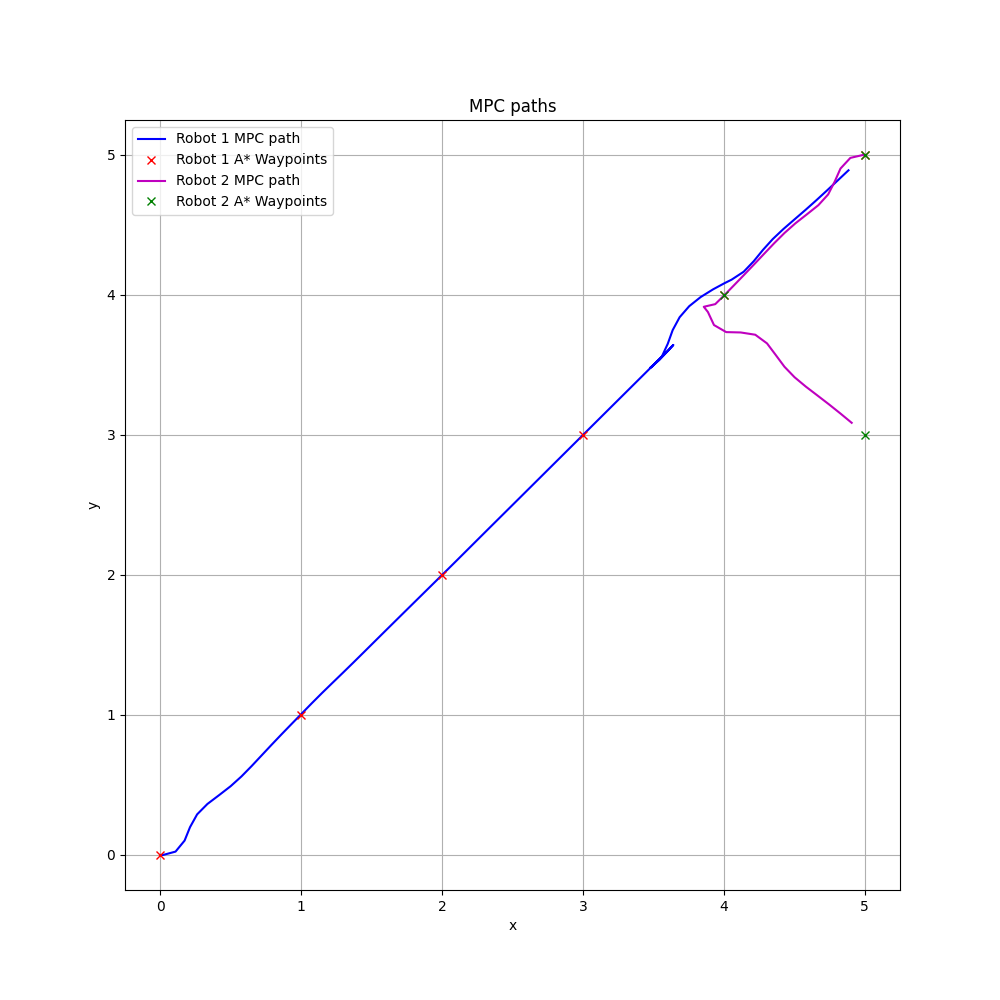 MPC paths
Robot 1 MPC path
Robot 1 A* Waypoints
Robot 2 MPC path
Robot 2 A* Waypoints
5
4
3
2
1
0
y
0 1 2 3 4 5
x